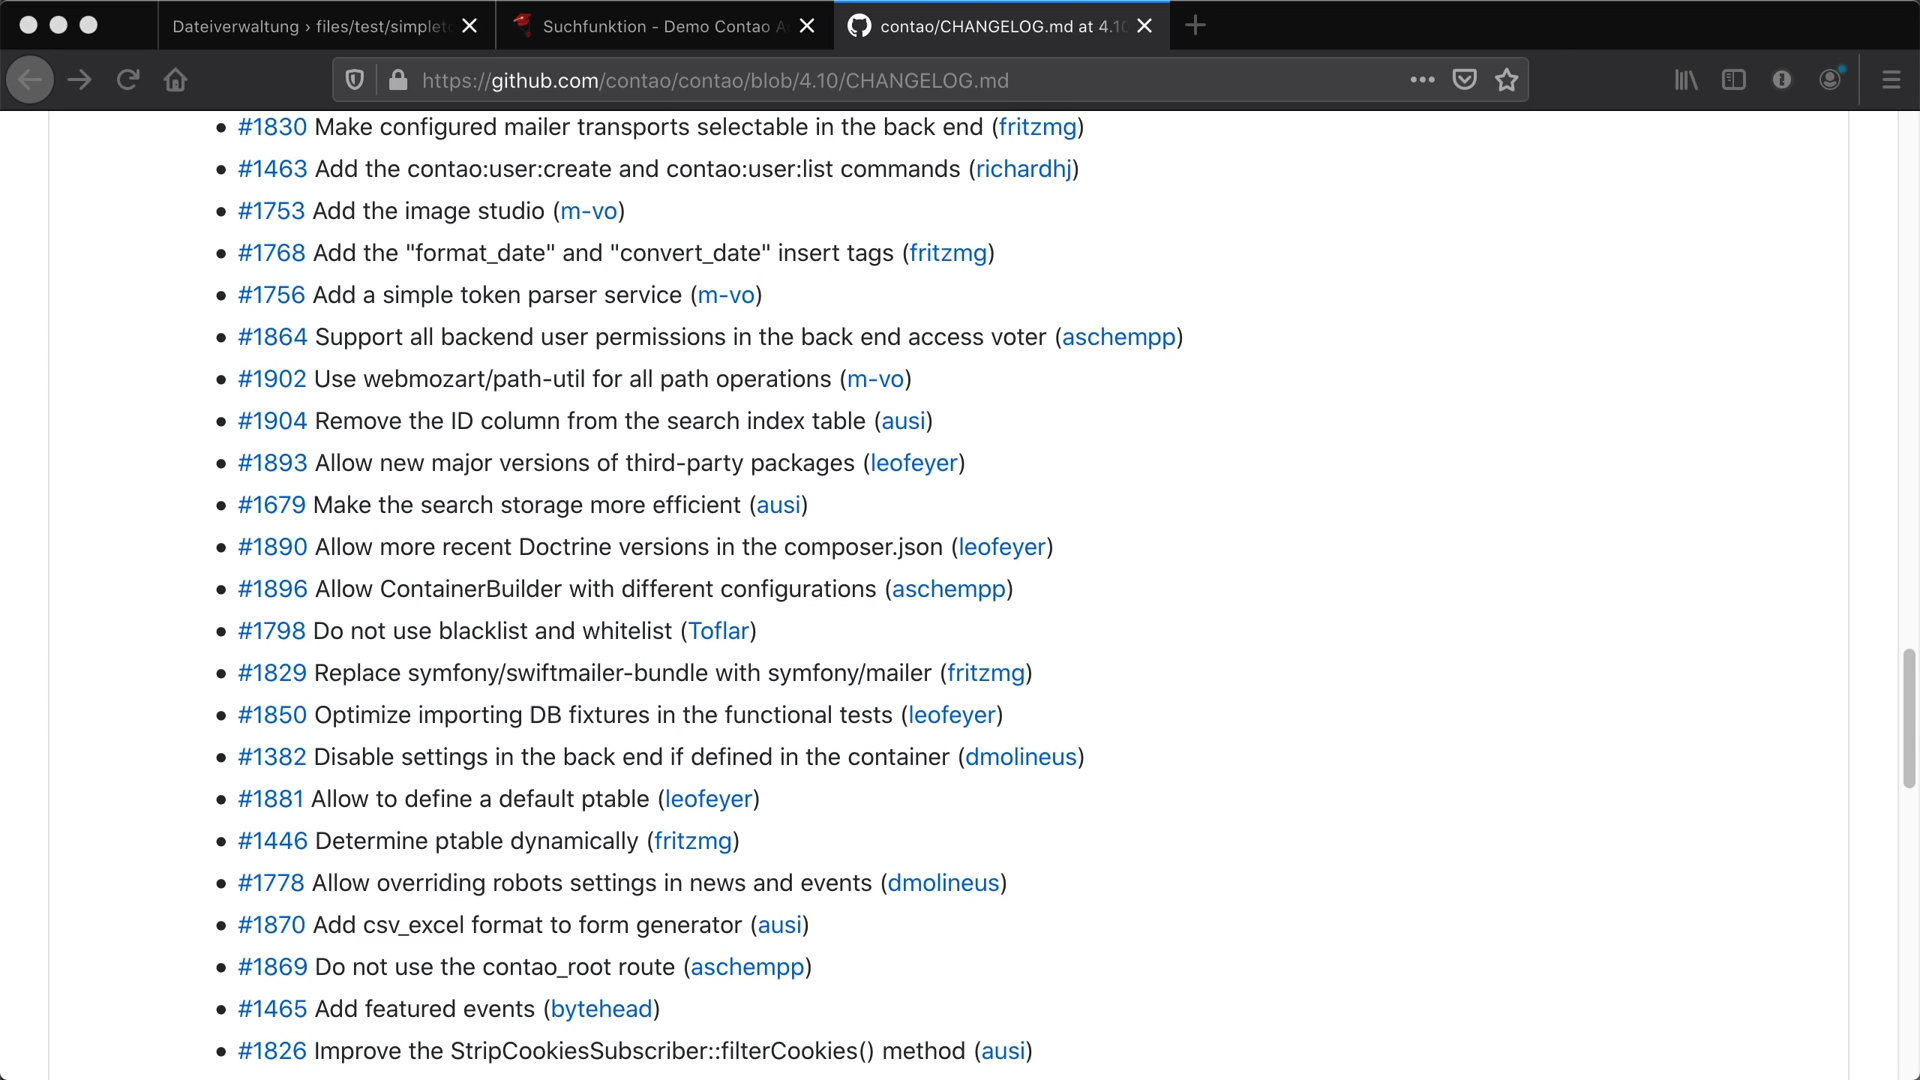 Dateiverwaltung › files/test/simplet
Suchfunktion - Demo Contao A
contao/CHANGELOG.md at 4.10
https://github.com/contao/contao/blob/4.10/CHANGELOG.md
#1830 Make configured mailer transports selectable in the back end (fritzmg)
#1463 Add the contao:user:create and contao:user:list commands (richardhj)
#1753 Add the image studio (m-vo)
#1768 Add the "format_date" and "convert_date" insert tags (fritzmg)
#1756 Add a simple token parser service (m-vo)
#1864 Support all backend user permissions in the back end access voter (aschempp)
#1902 Use webmozart/path-util for all path operations (m-vo)
#1904 Remove the ID column from the search index table (ausi)
#1893 Allow new major versions of third-party packages (leofeyer)
#1679 Make the search storage more efficient (ausi)
#1890 Allow more recent Doctrine versions in the composer.json (leofeyer)
#1896 Allow ContainerBuilder with different configurations (aschempp)
#1798 Do not use blacklist and whitelist (Toflar)
#1829 Replace symfony/swiftmailer-bundle with symfony/mailer (fritzmg)
#1850 Optimize importing DB fixtures in the functional tests (leofeyer)
#1382 Disable settings in the back end if defined in the container (dmolineus)
#1881 Allow to define a default ptable (leofeyer)
#1446 Determine ptable dynamically (fritzmg)
#1778 Allow overriding robots settings in news and events (dmolineus)
#1870 Add csv_excel format to form generator (ausi)
#1869 Do not use the contao_root route (aschempp)
#1465 Add featured events (bytehead)
#1826 Improve the StripCookiesSubscriber::filterCookies() method (ausi)